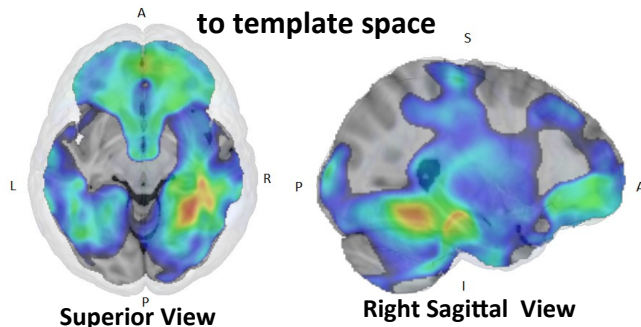 to template space
A
S
L
R
P
A
P
I
Superior View
Right Sagittal View